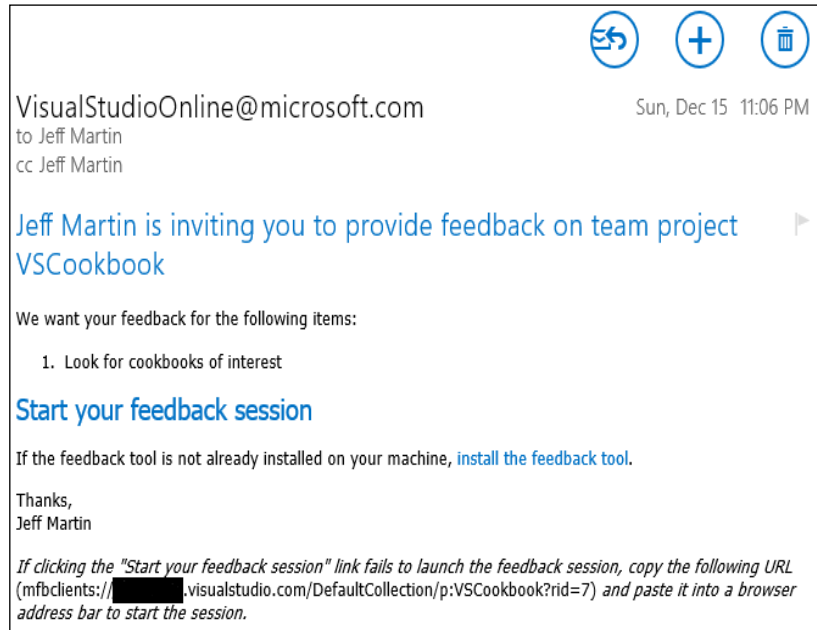 VisualStudioOnline@microsoft.com
Sun, Dec 15 11:06 PM
to Jeff Martin
cc Jeff Martin
Jeff Martin is inviting you to provide feedback on team project
VSCookbook
We want your feedback for the following items:
1. Look for cookbooks of interest
Start your feedback session
If the feedback tool is not already installed on your machine, install the feedback tool.
Thanks,
Jeff Martin
If clicking the "Start your feedback session" link fails to launch the feedback session, copy the following URL
(mfbclients:// .visualstudio.com/DefaultCollection/p:VSCookbook?rid=7) and paste it into a browser
address bar to start the session.